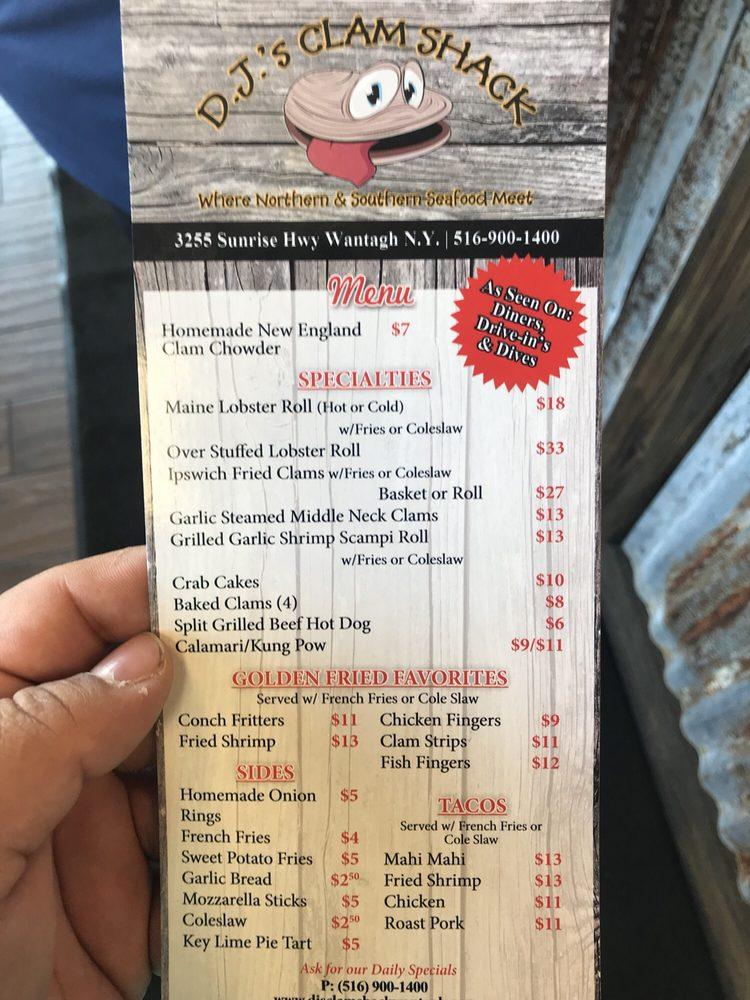 D.J.'s CLAM SHACK
Where Northern & Southern Seafood Meet
3255 Sunrise Hwy Wantagh N.Y. | 516-900-1400
Menu
As Seen On:
Diners,
Drive-in's
& Dives
Homemade New England $7
Clam Chowder
SPECIALTIES
Maine Lobster Roll (Hot or Cold) $18
w/Fries or Coleslaw
Over Stuffed Lobster Roll $33
Ipswich Fried Clams w/Fries or Coleslaw
Basket or Roll $27
Garlic Steamed Middle Neck Clams $13
Grilled Garlic Shrimp Scampi Roll $13
w/Fries or Coleslaw
Crab Cakes $10
Baked Clams (4) $8
Split Grilled Beef Hot Dog $6
Calamari/Kung Pow $9/$11
GOLDEN FRIED FAVORITES
Served w/ French Fries or Cole Slaw
Conch Fritters $11
Fried Shrimp $13
Chicken Fingers $9
Clam Strips $11
Fish Fingers $12
SIDES
Homemade Onion $5
Rings
French Fries $4
Sweet Potato Fries $5
Garlic Bread $2⁵⁰
Mozzarella Sticks $5
Coleslaw $2⁵⁰
Key Lime Pie Tart $5
TACOS
Served w/ French Fries or
Cole Slaw
Mahi Mahi $13
Fried Shrimp $13
Chicken $11
Roast Pork $11
Ask for our Daily Specials
P: (516) 900-1400